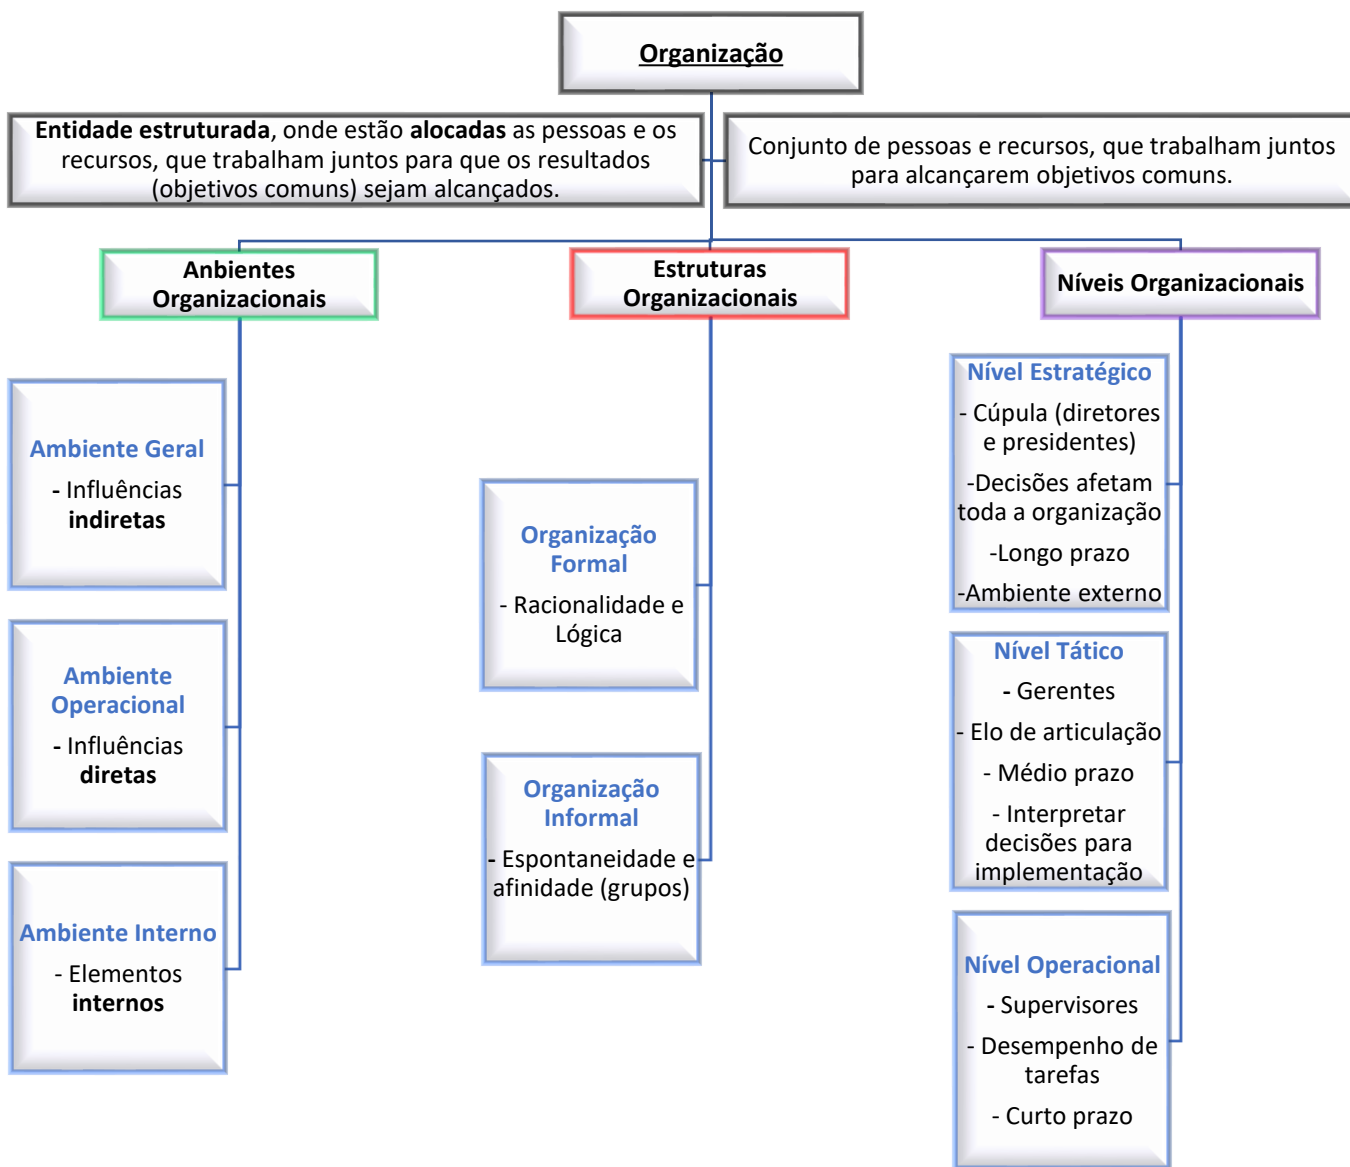 Organização
Entidade estruturada, onde estão alocadas as pessoas e os
recursos, que trabalham juntos para que os resultados
(objetivos comuns) sejam alcançados.
Conjunto de pessoas e recursos, que trabalham juntos
para alcançarem objetivos comuns.
Anbientes
Organizacionais
Ambiente Geral
- Influências
indiretas
Ambiente
Operacional
- Influências
diretas
Ambiente Interno
- Elementos
internos
Estruturas
Organizacionais
Organização
Formal
- Racionalidade e
Lógica
Organização
Informal
- Espontaneidade e
afinidade (grupos)
Níveis Organizacionais
Nível Estratégico
- Cúpula (diretores
e presidentes)
-Decisões afetam
toda a organização
-Longo prazo
-Ambiente externo
Nível Tático
- Gerentes
- Elo de articulação
- Médio prazo
- Interpretar
decisões para
implementação
Nível Operacional
- Supervisores
- Desempenho de
tarefas
- Curto prazo